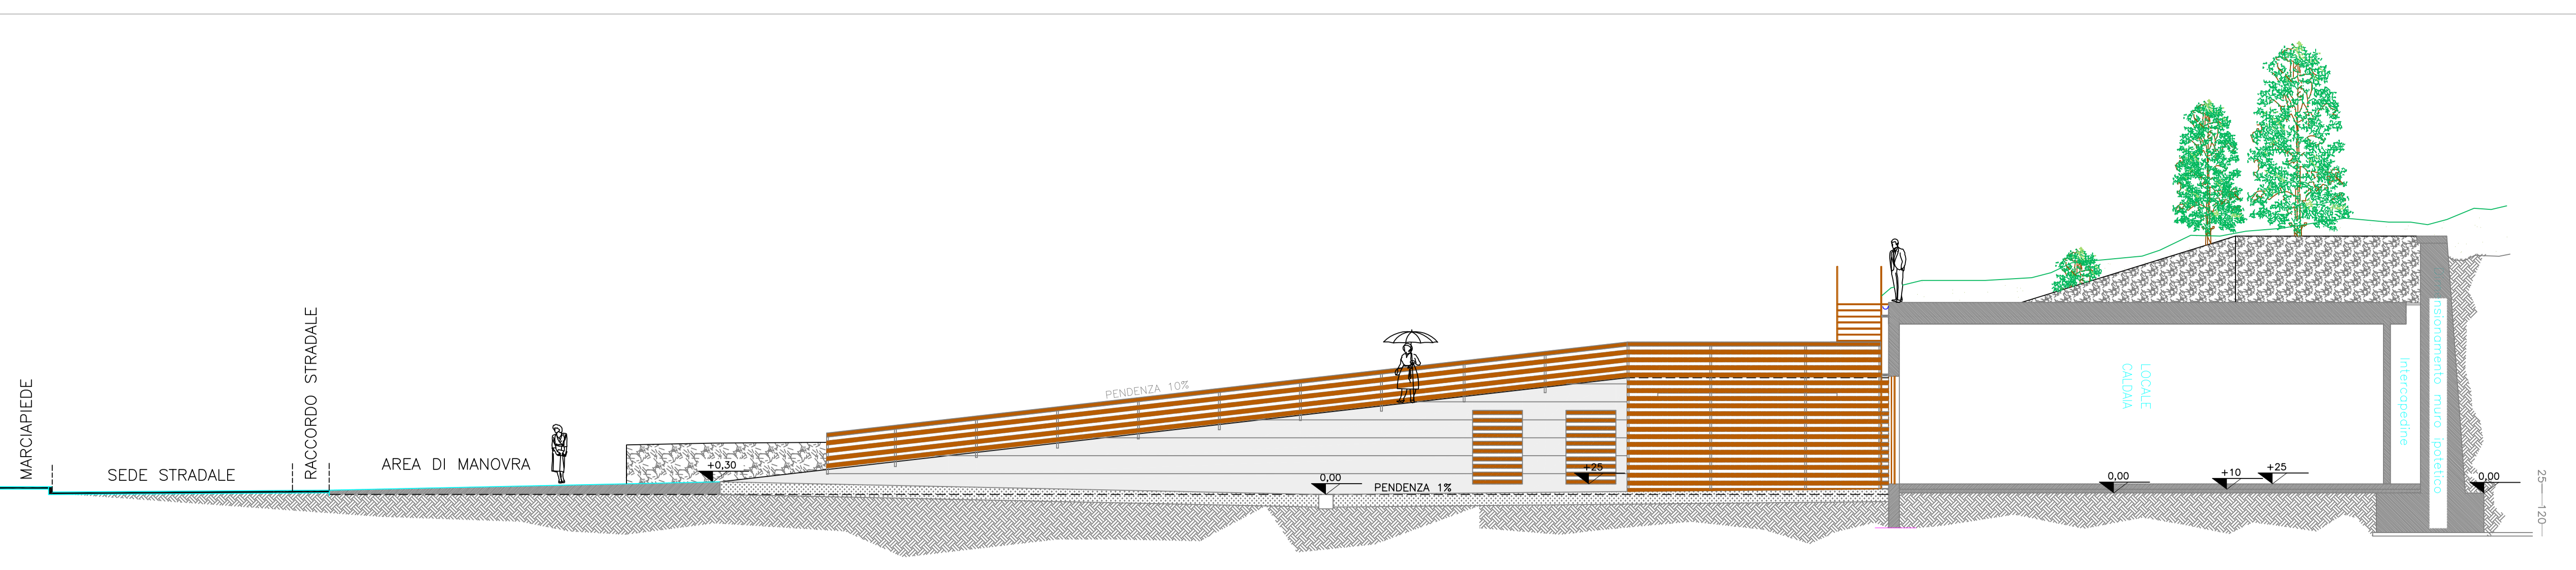 MARCIAPIEDE
SEDE STRADALE
RACCORDO STRADALE
AREA DI MANOVRA
+0,30
PENDENZA 10%
0,00
PENDENZA 1%
+25
LOCALE
CALDAIA
0,00
+10
+25
intercapedine
muro ipotetico
0,00
25
120